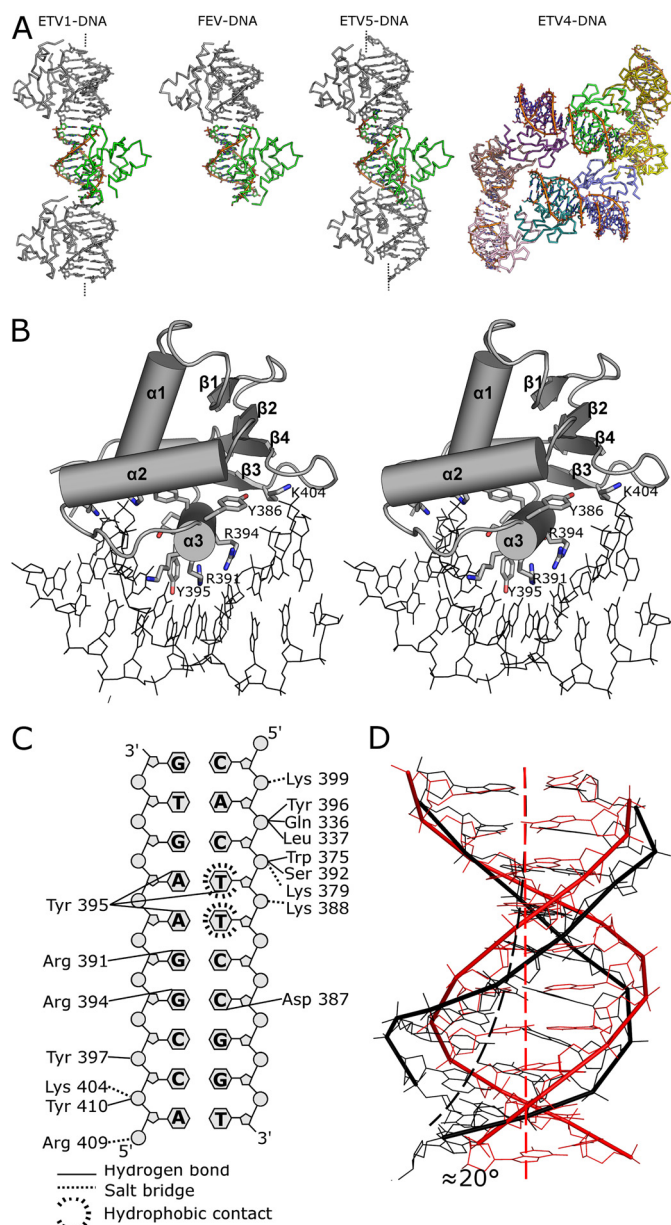 A
ETV1-DNA FEV-DNA ETV5-DNA ETV4-DNA
B
α1 β1 β2 β4 α2 β3 K404 Y386 R394 α3 R391 Y395
α1 β1 β2 β4 α2 β3 K404 Y386 R394 α3 R391 Y395
C
5'
3'
G C
Lys 399
T A
Tyr 396
Gln 336
G C
Leu 337
Trp 375
A T
Ser 392
Lys 379
Tyr 395
Lys 388
A T
Arg 391
G C
Arg 394
G C
Asp 387
Tyr 397
C G
Lys 404
Tyr 410
C G
Arg 409
A T
5'
3'
Hydrogen bond
Salt bridge
Hydrophobic contact
D
≈20°